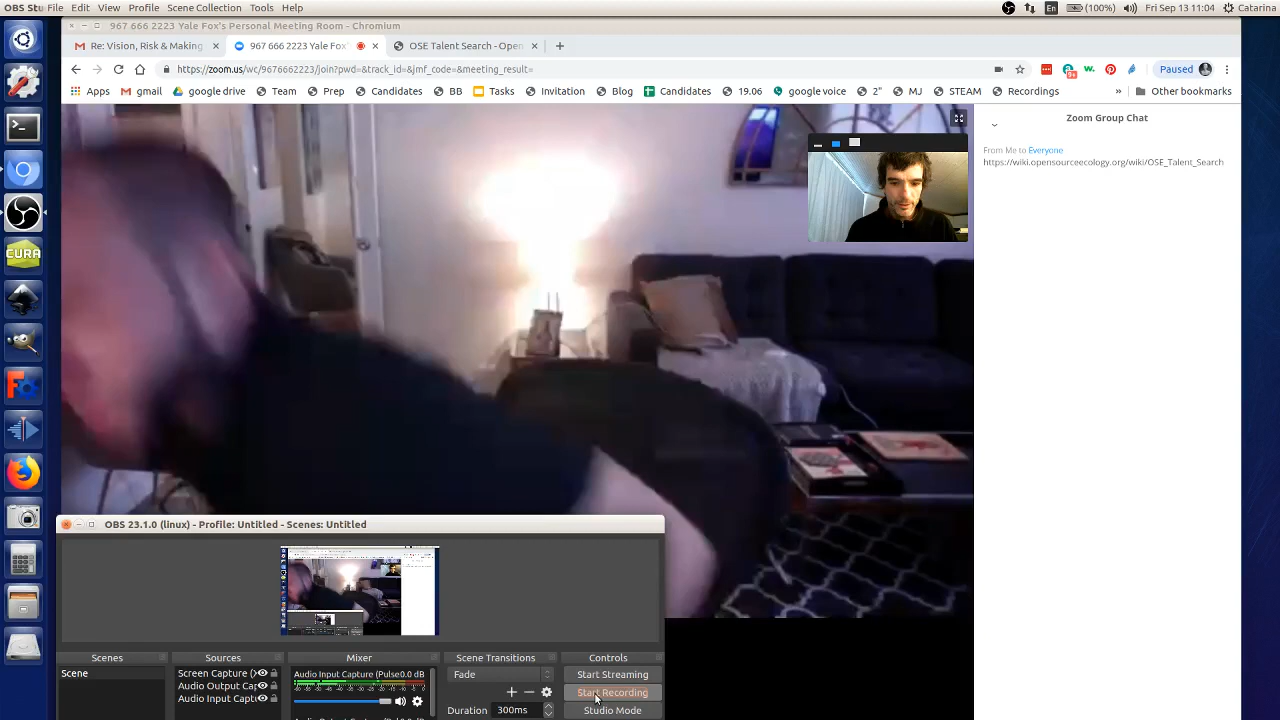 OBS Stu File Edit View Profile Scene Collection Tools Help En (100%) Fri Sep 13 11:04 Catarina
967 666 2223 Yale Fox's Personal Meeting Room - Chromium
Re: Vision, Risk & Making
967 666 2223 Yale Fox'
OSE Talent Search - Open
https://zoom.us/wc/9676662223/join?pwd=&track_id=&jmf_code=&meeting_result=
Paused
Apps gmail google drive Team Prep Candidates BB Tasks Invitation Blog Candidates 19.06 google voice 2" MJ STEAM Recordings » Other bookmarks
Zoom Group Chat
From Me to Everyone
https://wiki.opensourceecology.org/wiki/OSE_Talent_Search
CURA
OBS 23.1.0 (linux) - Profile: Untitled - Scenes: Untitled
Scenes
Scene
Sources
Screen Capture (X
Audio Output Cap
Audio Input Capt
Mixer
Audio Input Capture (Pulse 0.0 dB
Scene Transitions
Fade
Duration 300ms
Controls
Start Streaming
Start Recording
Studio Mode